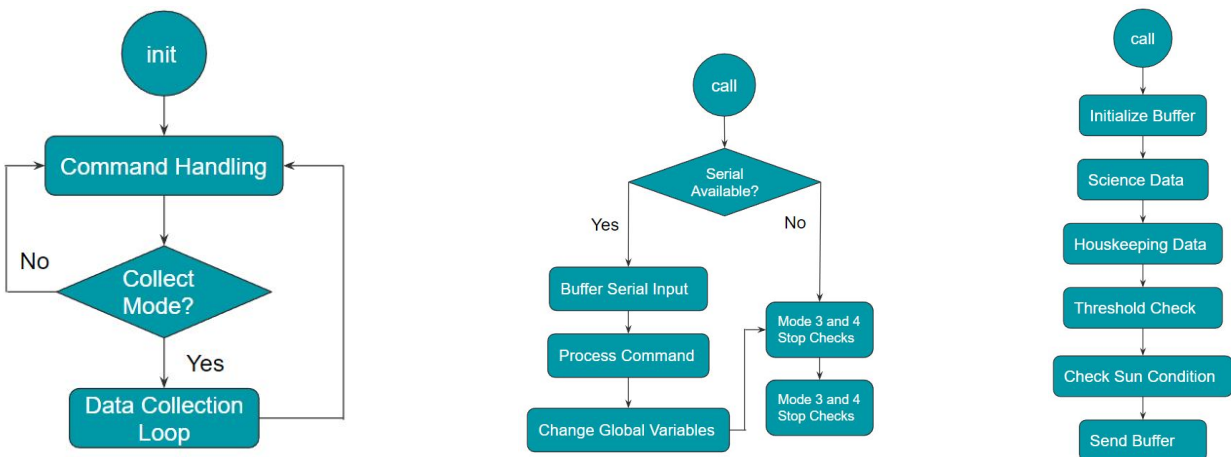 init
Command Handling
No
Collect
Mode?
Yes
Data Collection
Loop
call
Serial
Available?
Yes
No
Buffer Serial Input
Process Command
Change Global Variables
Mode 3 and 4
Stop Checks
Mode 3 and 4
Stop Checks
call
Initialize Buffer
Science Data
Houskeeping Data
Threshold Check
Check Sun Condition
Send Buffer